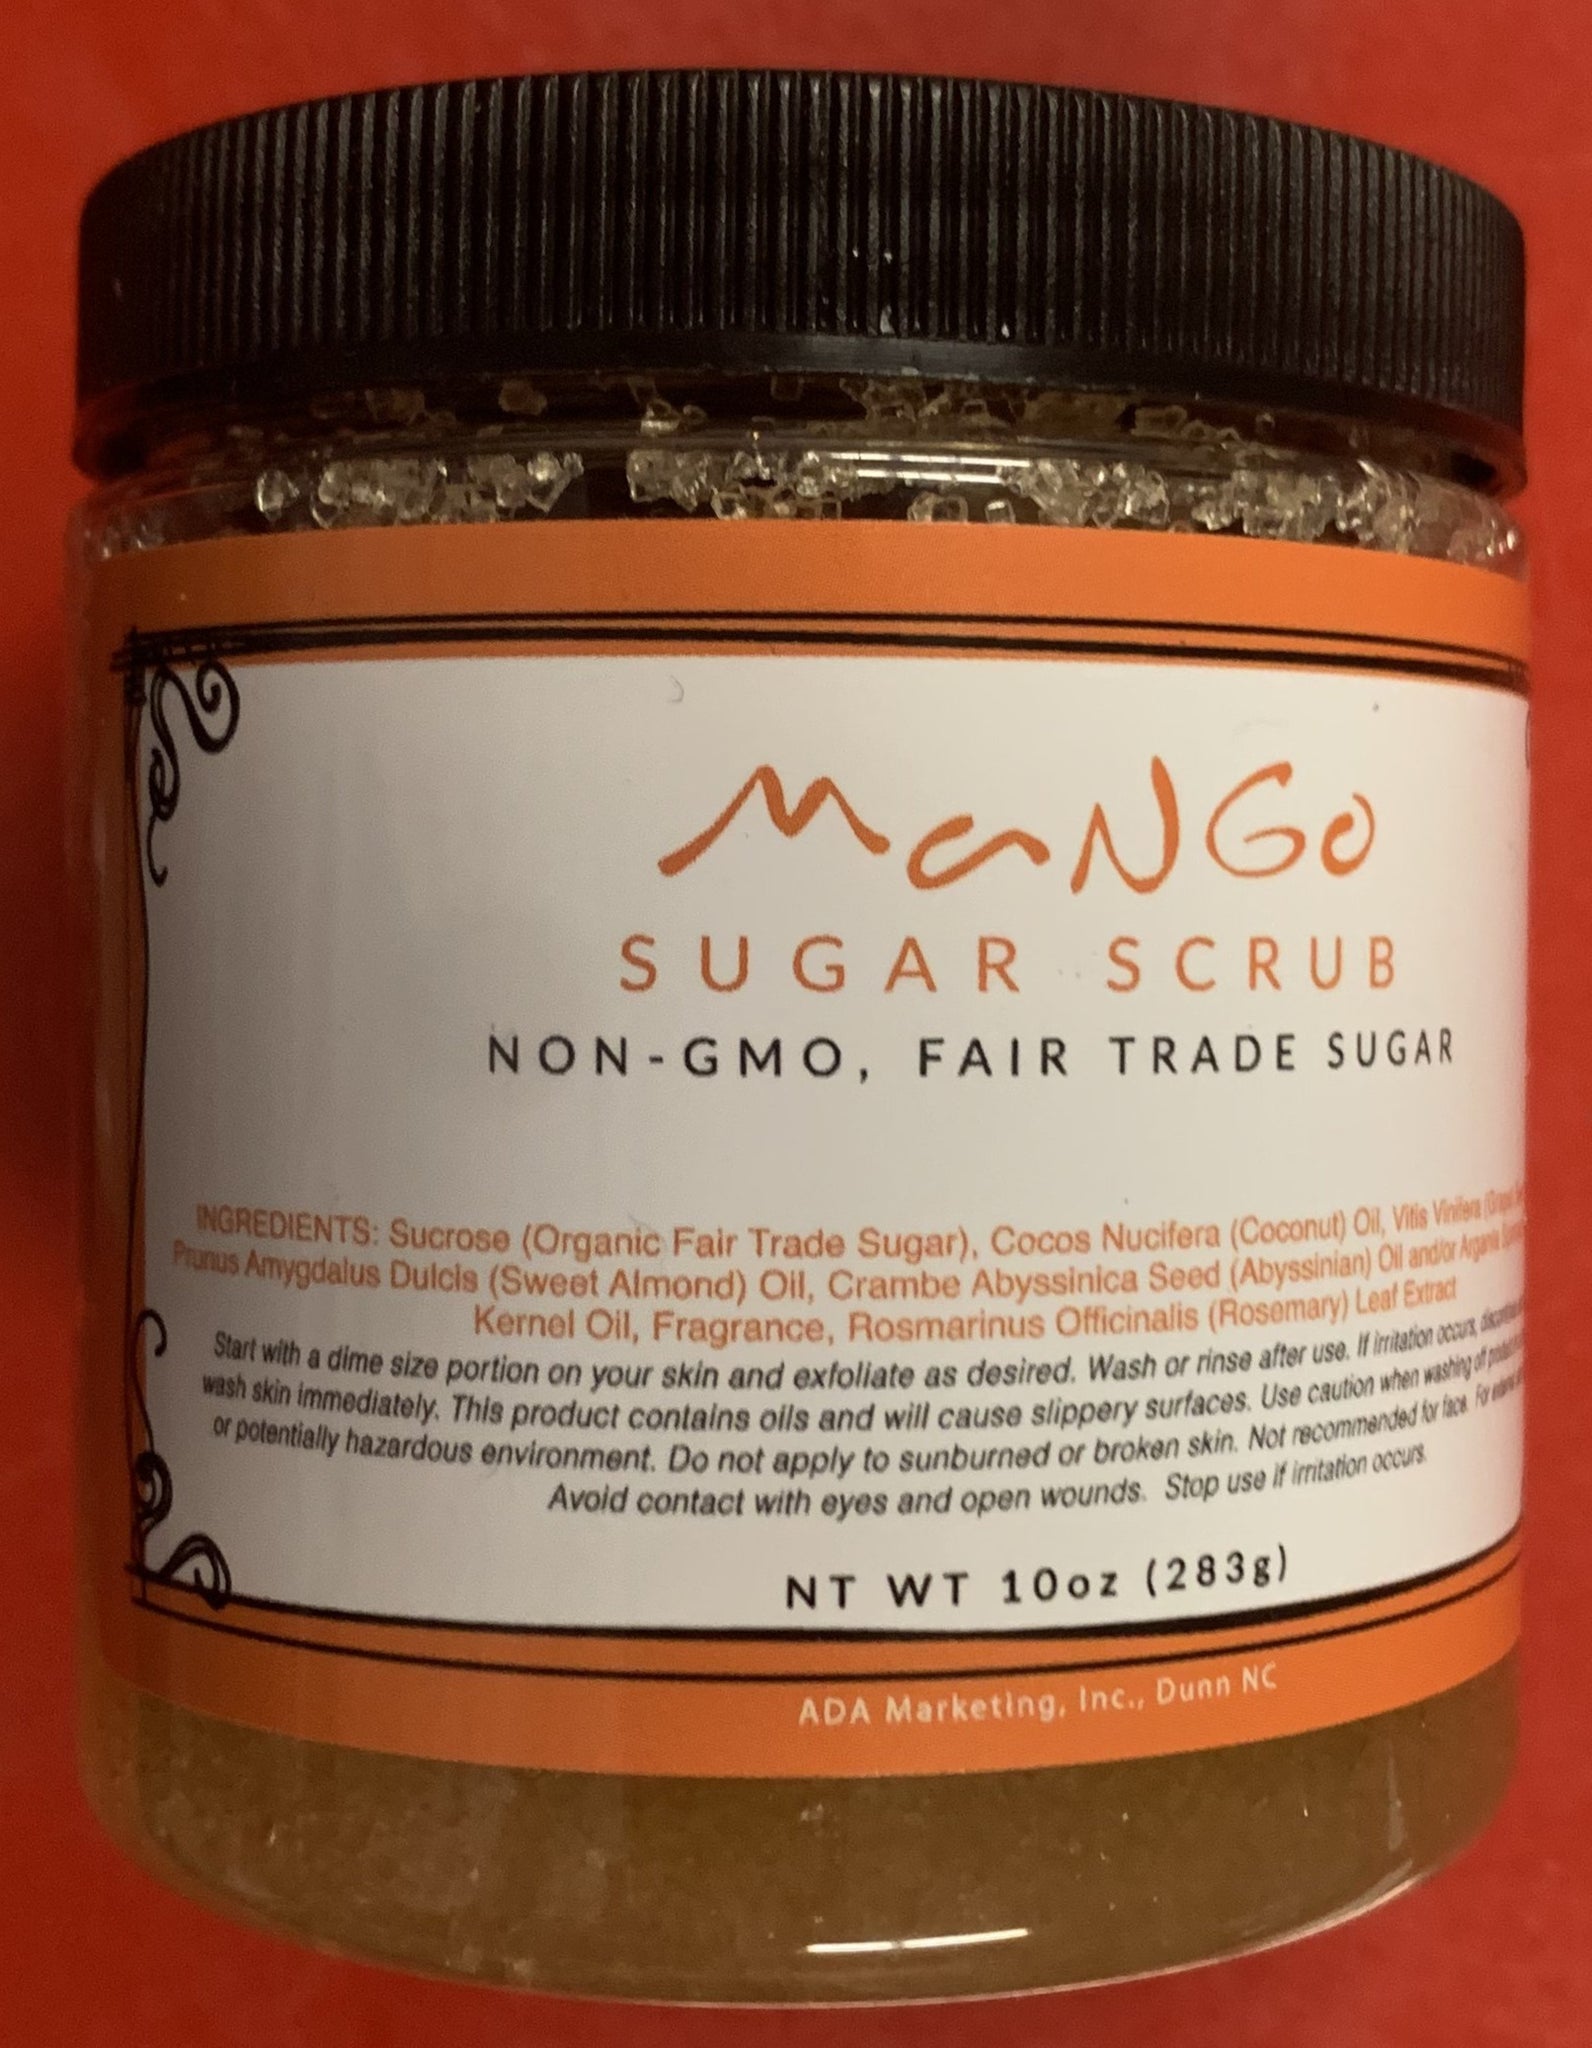 MaNGo
SUGAR SCRUB
NON-GMO, FAIR TRADE SUGAR
INGREDIENTS: Sucrose (Organic Fair Trade Sugar), Cocos Nucifera (Coconut) Oil, Vitis Vinifera
Prunus Amygdalus Dulcis (Sweet Almond) Oil, Crambe Abyssinica Seed (Abyssinian) Oil and/or Argania
Kernel Oil, Fragrance, Rosmarinus Officinalis (Rosemary) Leaf Extract
Start with a dime size portion on your skin and exfoliate as desired. Wash or rinse after use. If irritation occurs,
wash skin immediately. This product contains oils and will cause slippery surfaces. Use caution when washing off product
or potentially hazardous environment. Do not apply to sunburned or broken skin. Not recommended for face. For
Avoid contact with eyes and open wounds. Stop use if irritation occurs.
NT WT 10oz (283g)
ADA Marketing, Inc., Dunn NC